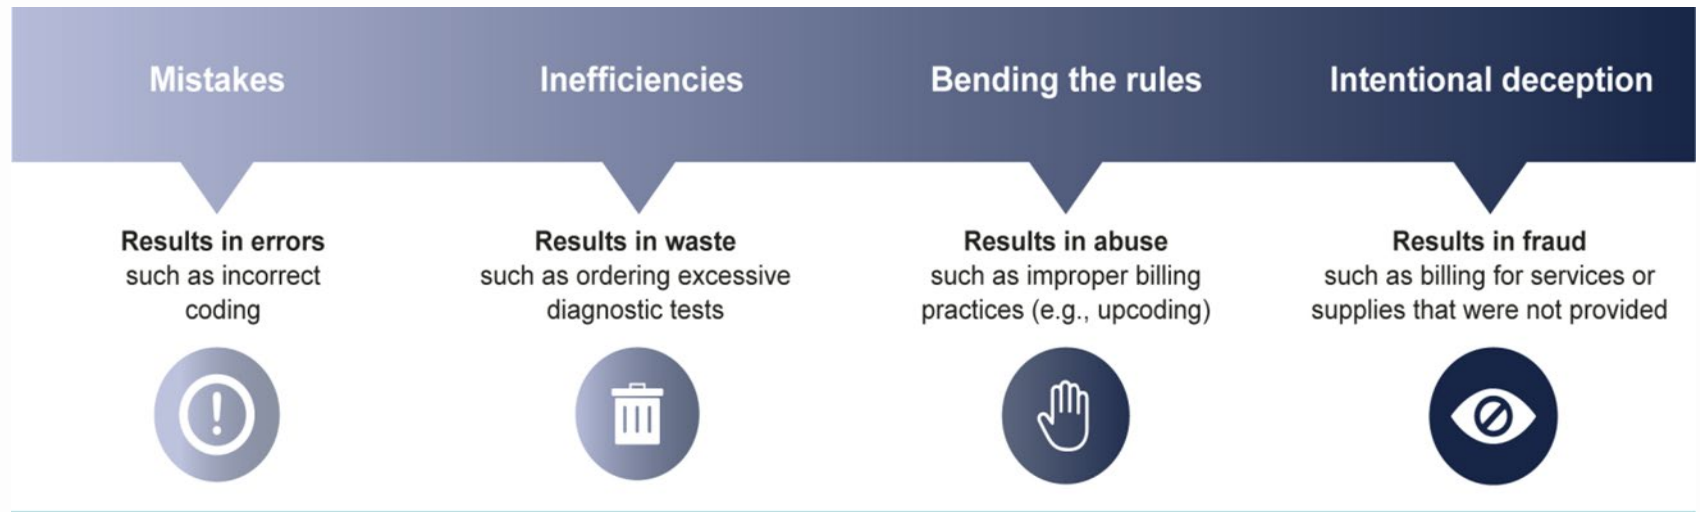 Mistakes
Inefficiencies
Bending the rules
Intentional deception
Results in errors
such as incorrect
coding
Results in waste
such as ordering excessive
diagnostic tests
Results in abuse
such as improper billing
practices (e.g., upcoding)
Results in fraud
such as billing for services or
supplies that were not provided